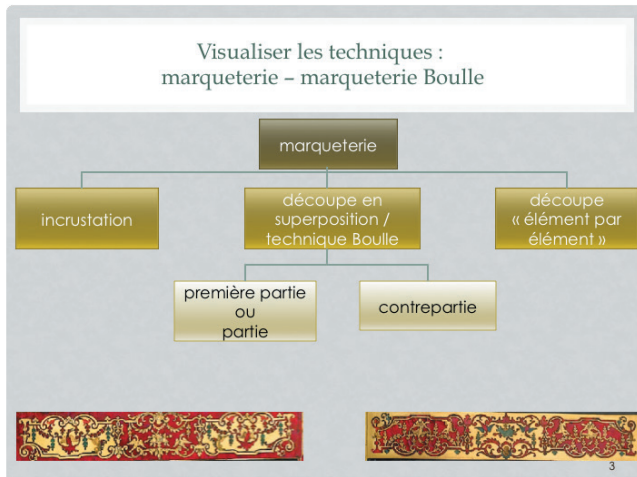 Visualiser les techniques :
marqueterie – marqueterie Boulle
marqueterie
incrustation
découpe en
superposition /
technique Boulle
découpe
« élément par
élément »
première partie
ou
partie
contrepartie
3